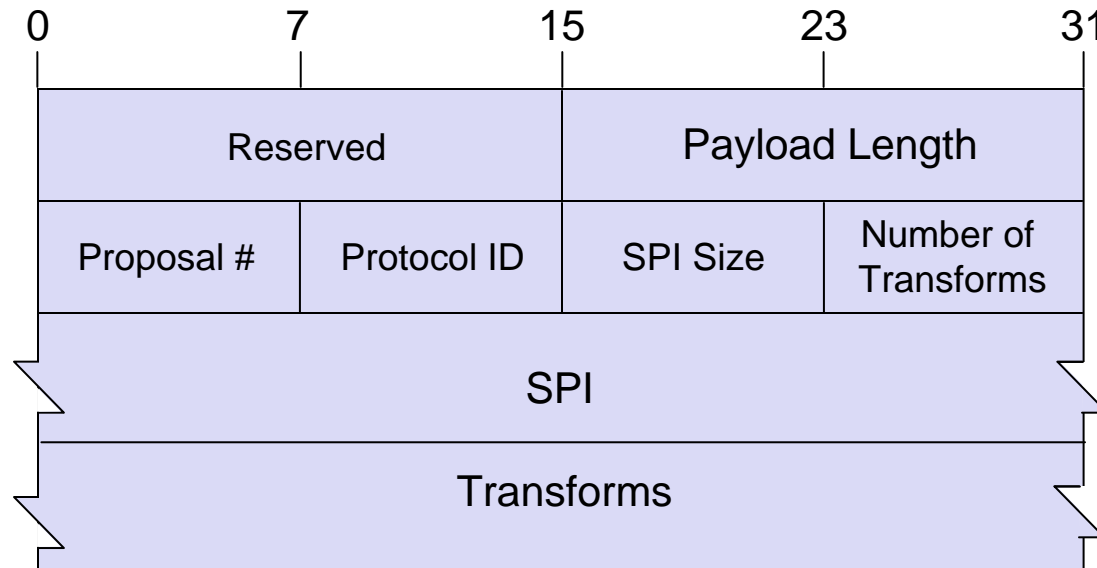 0 7 15 23 31
Reserved Payload Length
Proposal # Protocol ID SPI Size Number of
Transforms
SPI
Transforms